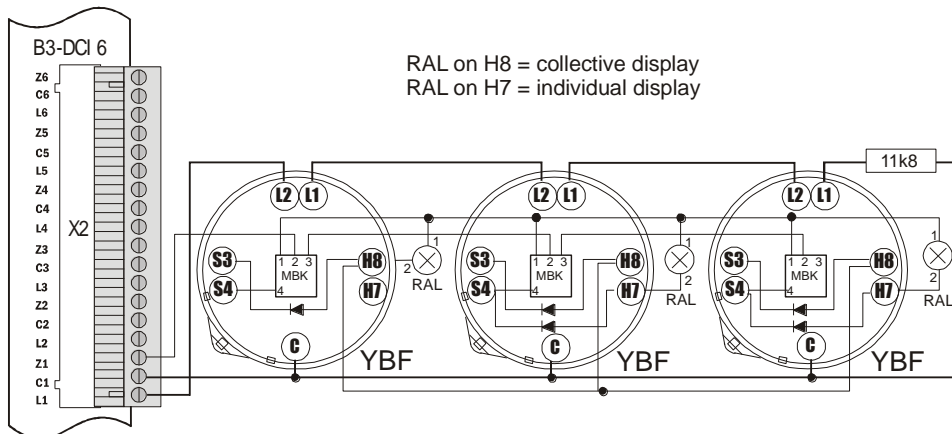 B3-DCI 6
Z6
C6
L6
Z5
C5
L5
Z4
C4
L4
X2
Z3
C3
L3
Z2
C2
L2
Z1
C1
L1
RAL on H8 = collective display
RAL on H7 = individual display
11k8
L2 L1
S3
S4
1 2 3
MBK
4
H8
H7
C
YBF
1
2
RAL
L2 L1
S3
S4
1 2 3
MBK
4
H8
H7
C
YBF
1
2
RAL
L2 L1
S3
S4
1 2 3
MBK
4
H8
H7
C
YBF
1
2
RAL